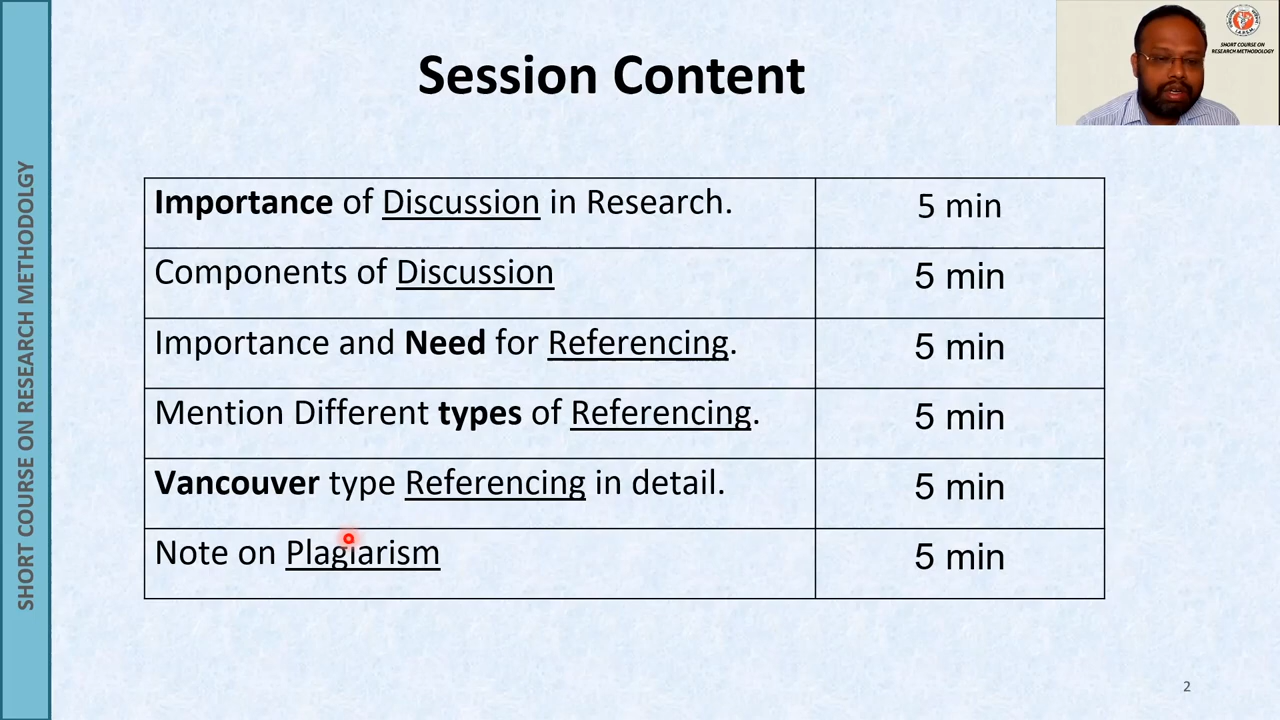 Session Content
SHORT COURSE ON
RESEARCH METHODOLOGY
SHORT COURSE ON RESEARCH METHODOLGY
Importance of Discussion in Research. 5 min
Components of Discussion 5 min
Importance and Need for Referencing. 5 min
Mention Different types of Referencing. 5 min
Vancouver type Referencing in detail. 5 min
Note on Plagiarism 5 min
2